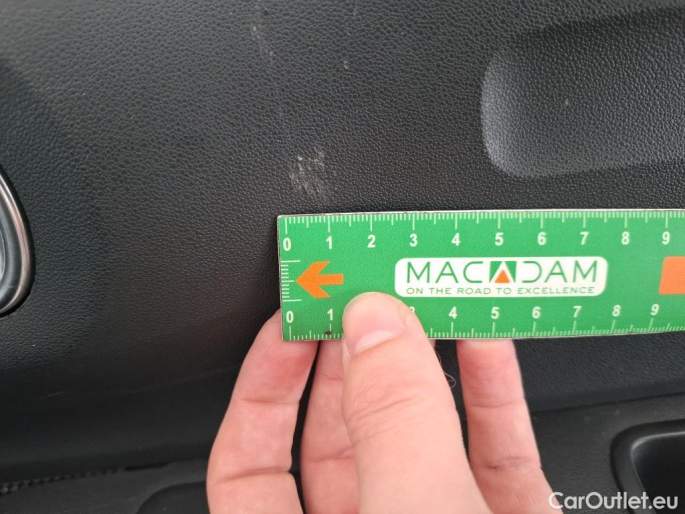 0 1 2 3 4 5 6 7 8 9
MACADAM
ON THE ROAD TO EXCELLENCE
0 1 3 4 5 6 7 8 9
CarOutlet.eu